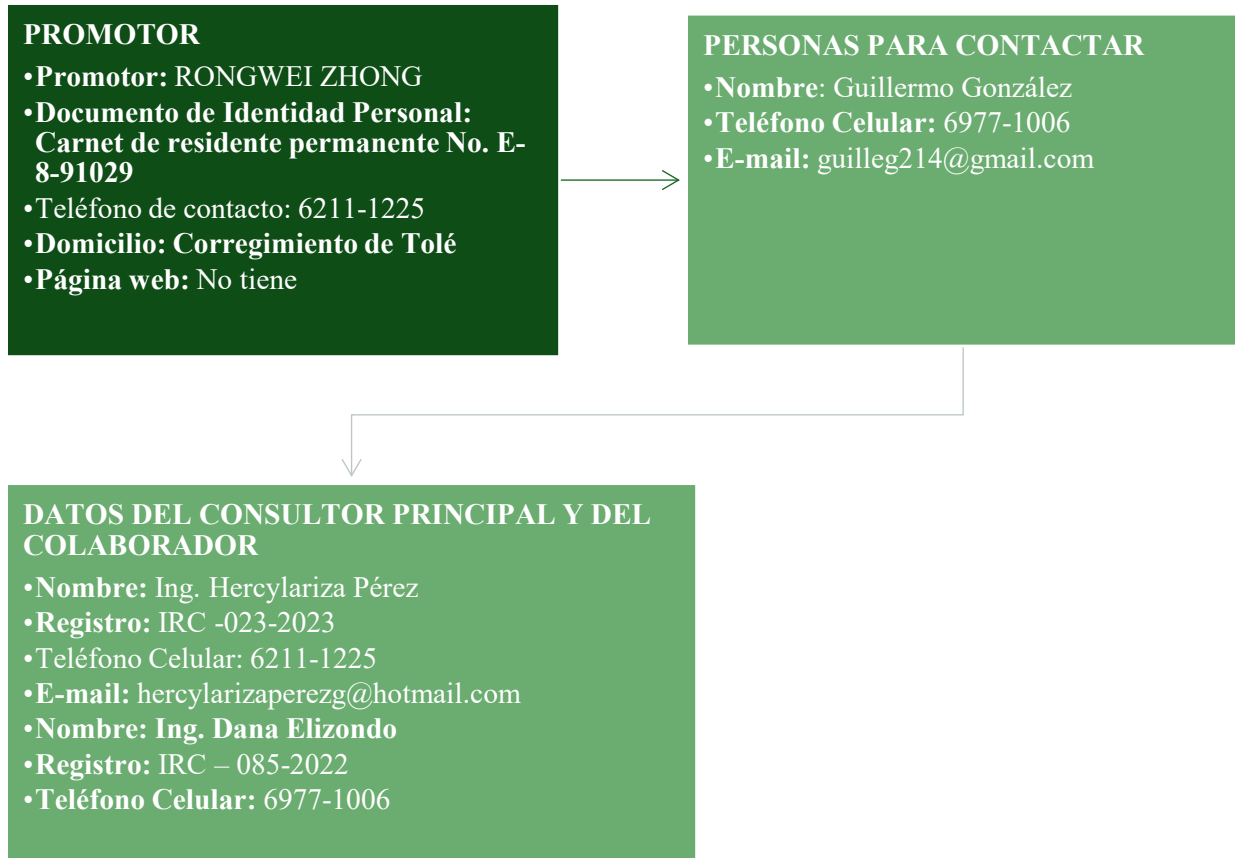 PROMOTOR
•Promotor: RONGWEI ZHONG
•Documento de Identidad Personal:
Carnet de residente permanente No. E-
8-91029
•Teléfono de contacto: 6211-1225
•Domicilio: Corregimiento de Tolé
•Página web: No tiene
PERSONAS PARA CONTACTAR
•Nombre: Guillermo González
•Teléfono Celular: 6977-1006
•E-mail: guilleg214@gmail.com
DATOS DEL CONSULTOR PRINCIPAL Y DEL
COLABORADOR
•Nombre: Ing. Hercylariza Pérez
•Registro: IRC -023-2023
•Teléfono Celular: 6211-1225
•E-mail: hercylarizaperezg@hotmail.com
•Nombre: Ing. Dana Elizondo
•Registro: IRC – 085-2022
•Teléfono Celular: 6977-1006